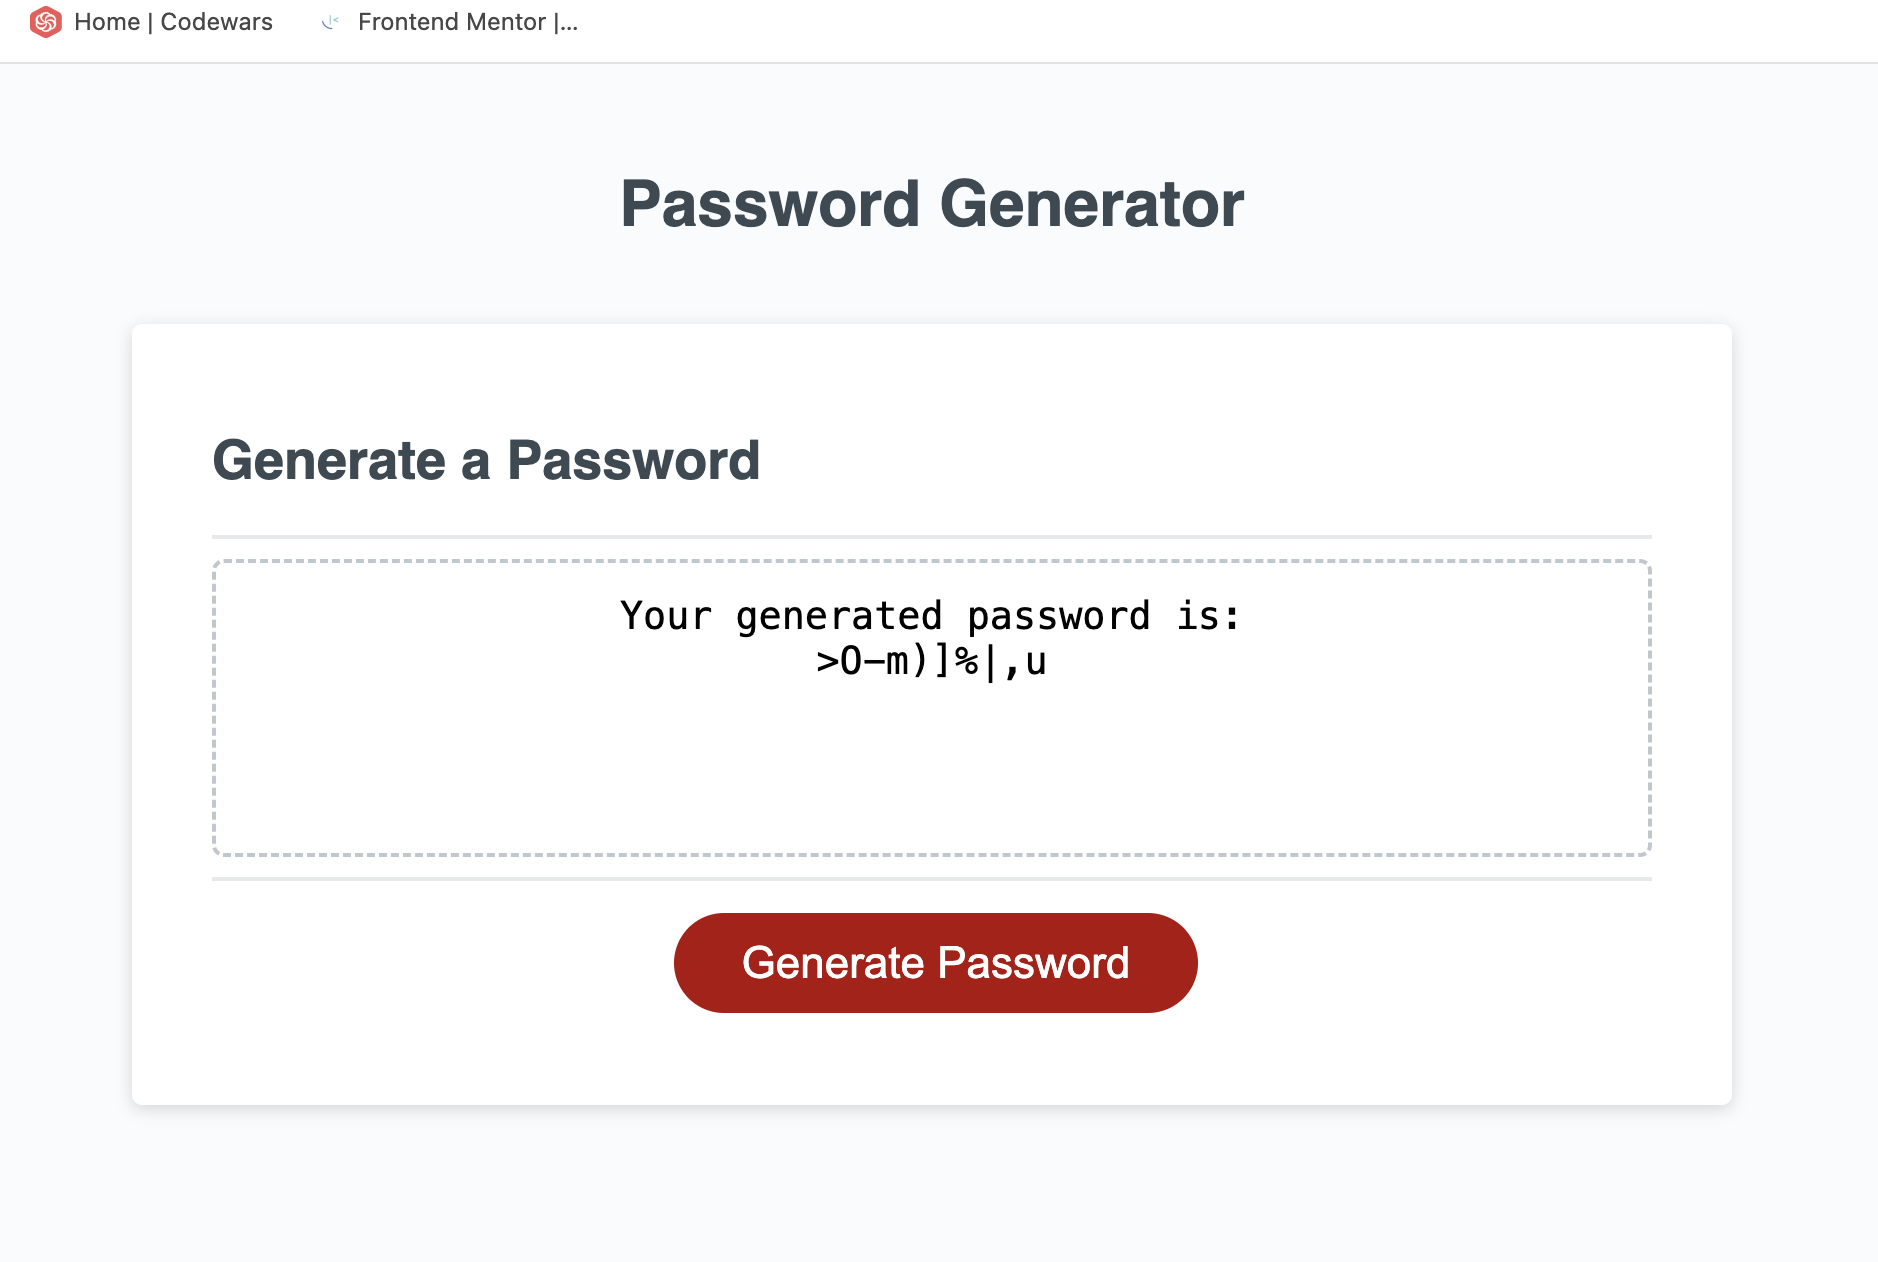 Home | Codewars
Frontend Mentor |...
Password Generator
Generate a Password
Your generated password is:
>O-m)]%|,u
Generate Password